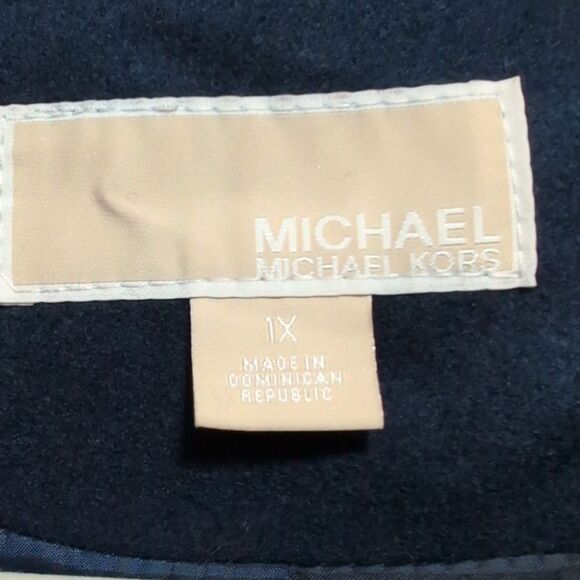 MICHAEL
MICHAEL KORS
1X
MADE IN
DOMINICAN
REPUBLIC